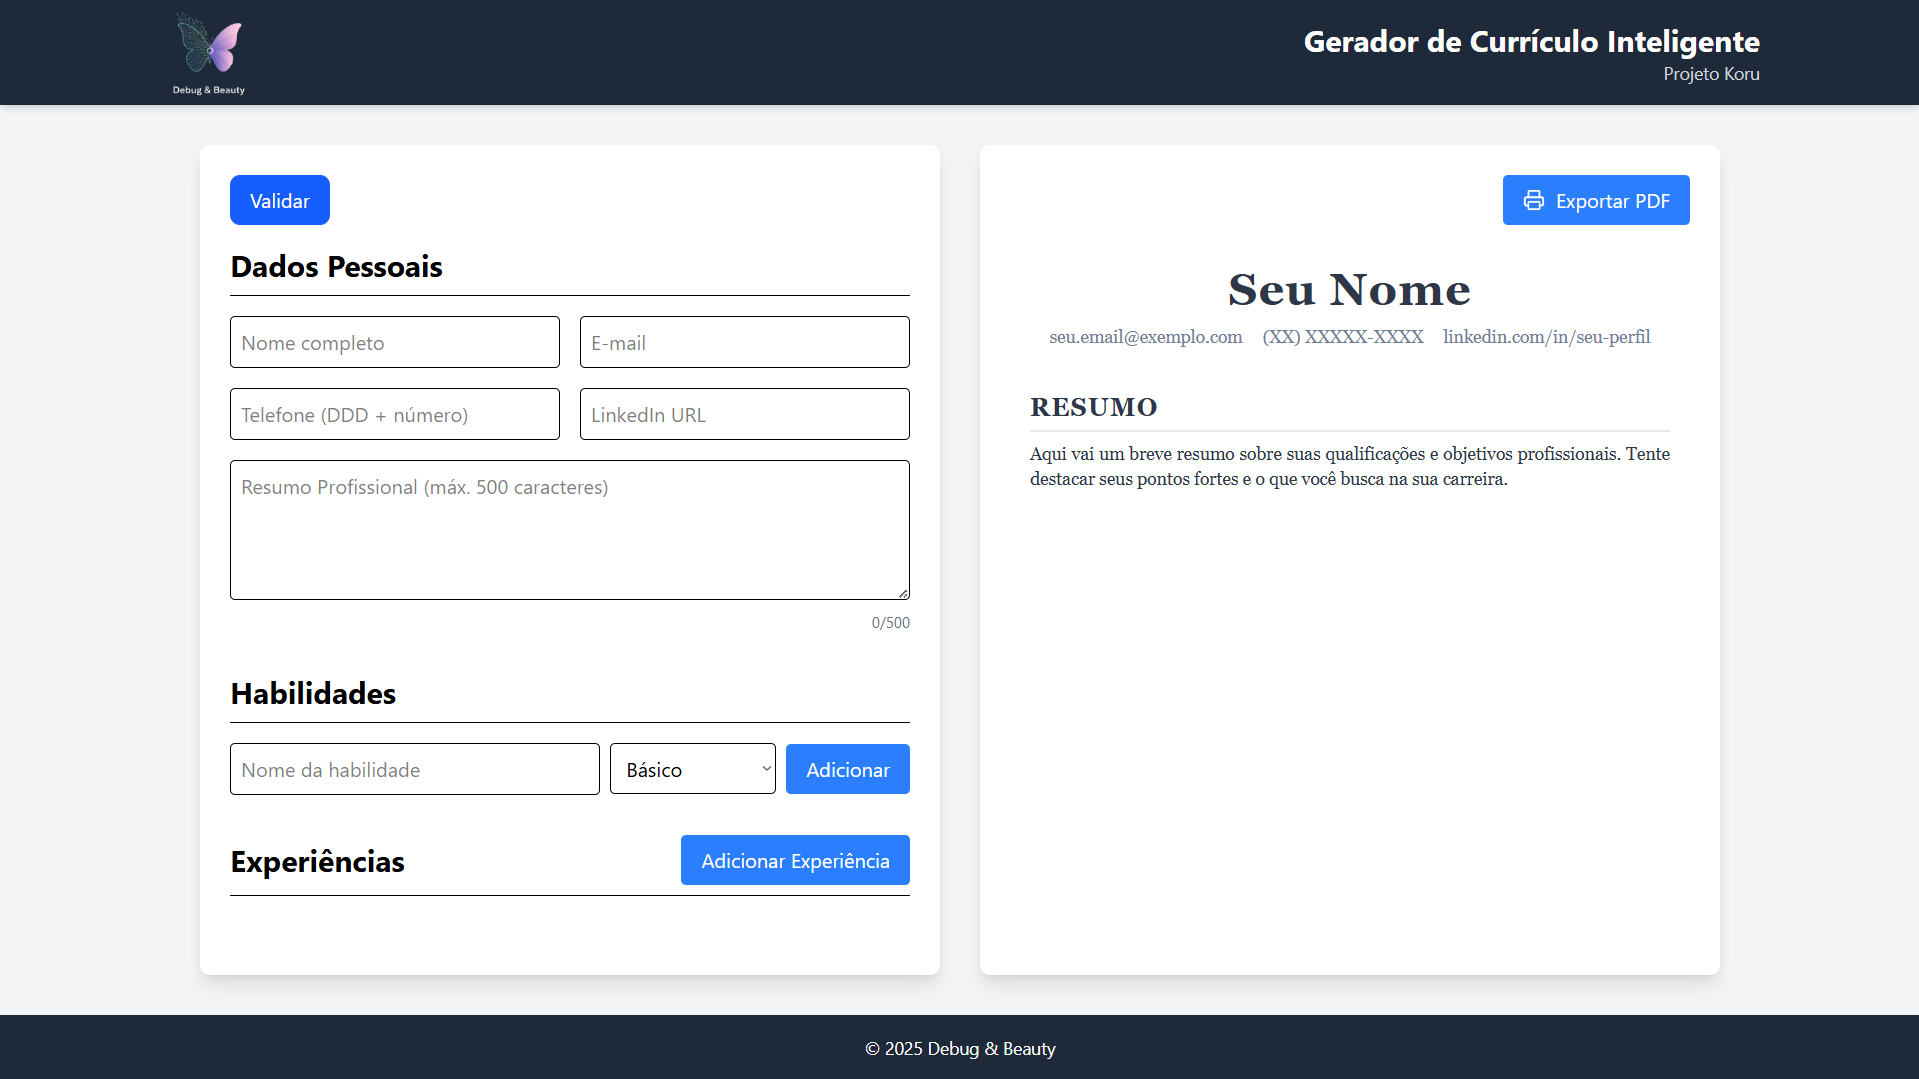 Debug & Beauty
Gerador de Currículo Inteligente
Projeto Koru
Validar
Dados Pessoais
Nome completo
E-mail
Telefone (DDD + número)
LinkedIn URL
Resumo Profissional (máx. 500 caracteres)
0/500
Habilidades
Nome da habilidade
Básico
Adicionar
Experiências
Adicionar Experiência
Exportar PDF
Seu Nome
seu.email@exemplo.com (XX) XXXXX-XXXX linkedin.com/in/seu-perfil
RESUMO
Aqui vai um breve resumo sobre suas qualificações e objetivos profissionais. Tente
destacar seus pontos fortes e o que você busca na sua carreira.
© 2025 Debug & Beauty